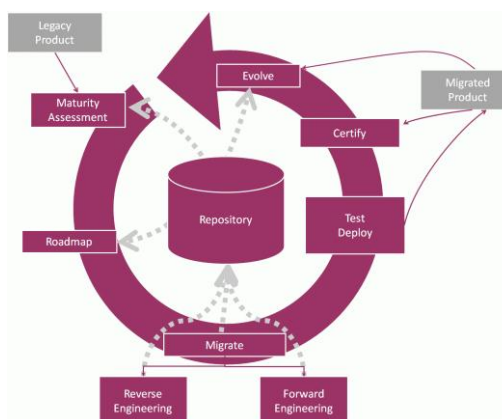 Legacy
Product
Evolve
Maturity
Assessment
Migrated
Product
Certify
Repository
Test
Deploy
Roadmap
Migrate
Reverse
Engineering
Forward
Engineering